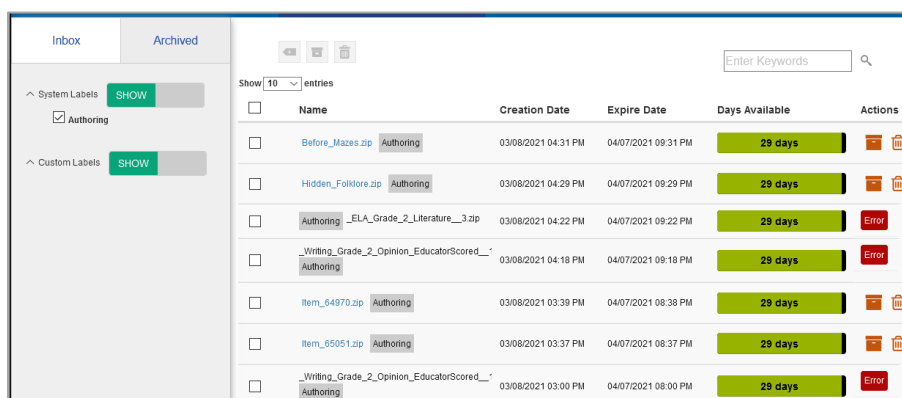 Inbox Archived
Enter Keywords
Show 10 entries
System Labels SHOW
Authoring
Custom Labels SHOW
Name Creation Date Expire Date Days Available Actions
Before_Mazes.zip Authoring 03/08/2021 04:31 PM 04/07/2021 09:31 PM 29 days
Hidden_Folklore.zip Authoring 03/08/2021 04:29 PM 04/07/2021 09:29 PM 29 days
Authoring _ELA_Grade_2_Literature__3.zip 03/08/2021 04:22 PM 04/07/2021 09:22 PM 29 days Error
_Writing_Grade_2_Opinion_EducatorScored__ 03/08/2021 04:18 PM 04/07/2021 09:18 PM 29 days Error
Authoring
Item_64970.zip Authoring 03/08/2021 03:39 PM 04/07/2021 08:38 PM 29 days
Item_65051.zip Authoring 03/08/2021 03:37 PM 04/07/2021 08:37 PM 29 days
_Writing_Grade_2_Opinion_EducatorScored__ 03/08/2021 03:00 PM 04/07/2021 08:00 PM 29 days Error
Authoring